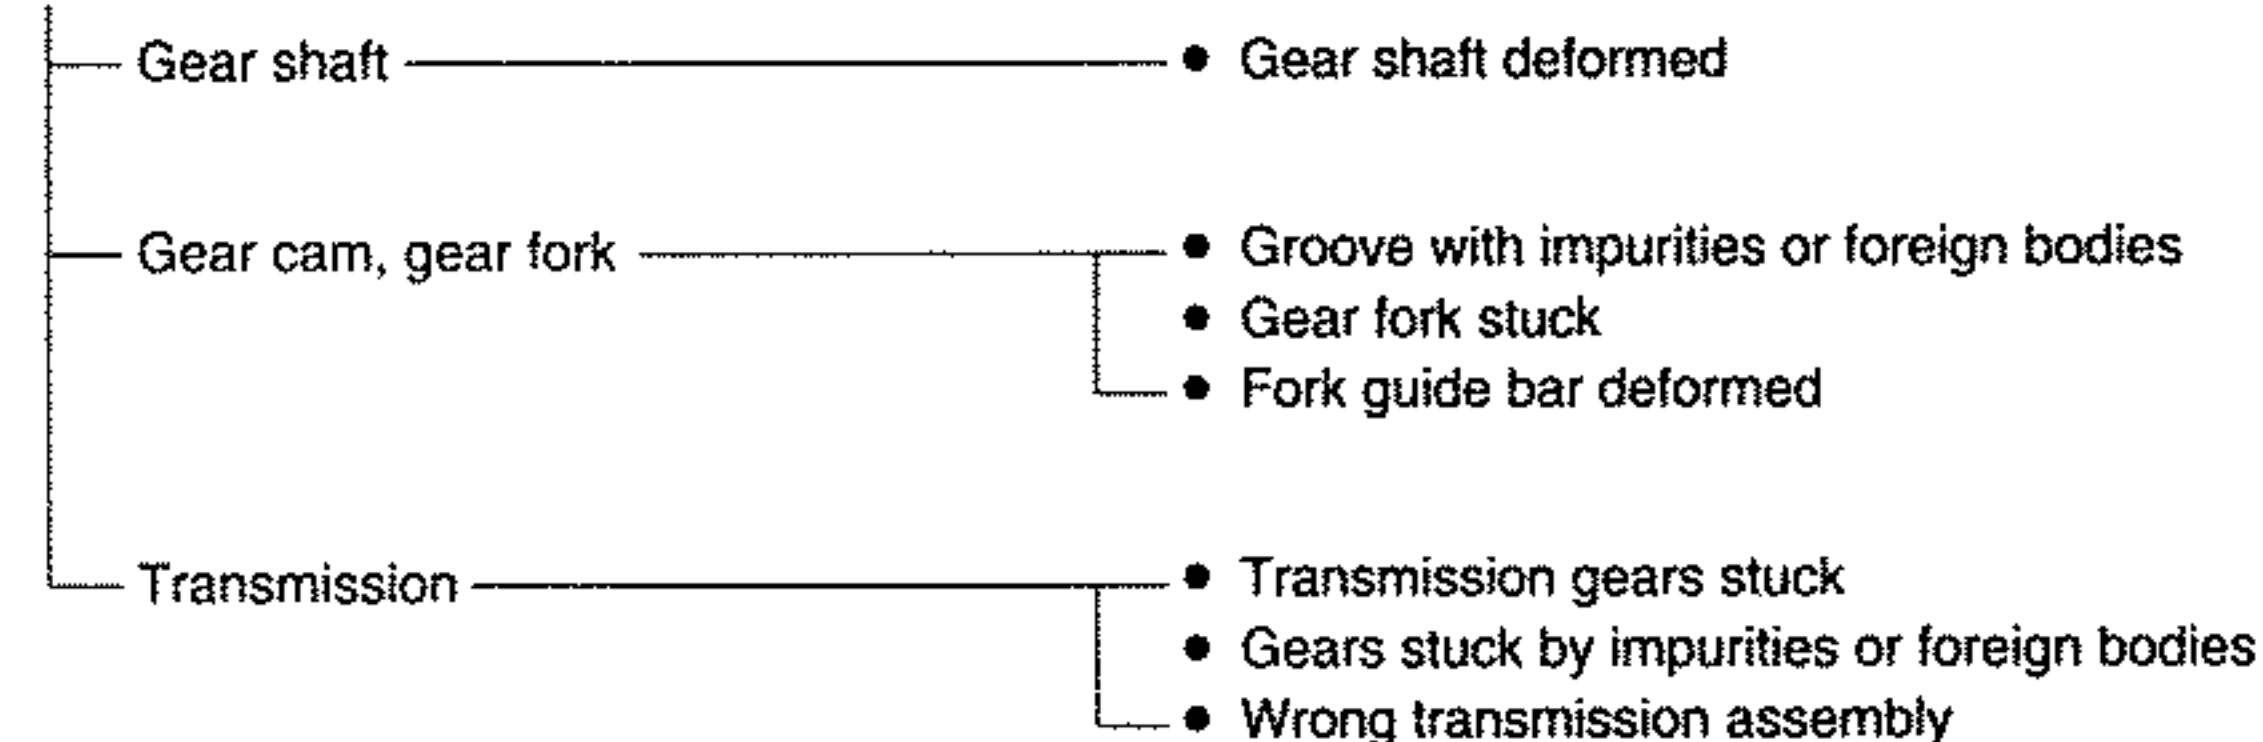 Gear shaft ● Gear shaft deformed
Gear cam, gear fork ● Groove with impurities or foreign bodies
● Gear fork stuck
● Fork guide bar deformed
Transmission ● Transmission gears stuck
● Gears stuck by impurities or foreign bodies
● Wrong transmission assembly